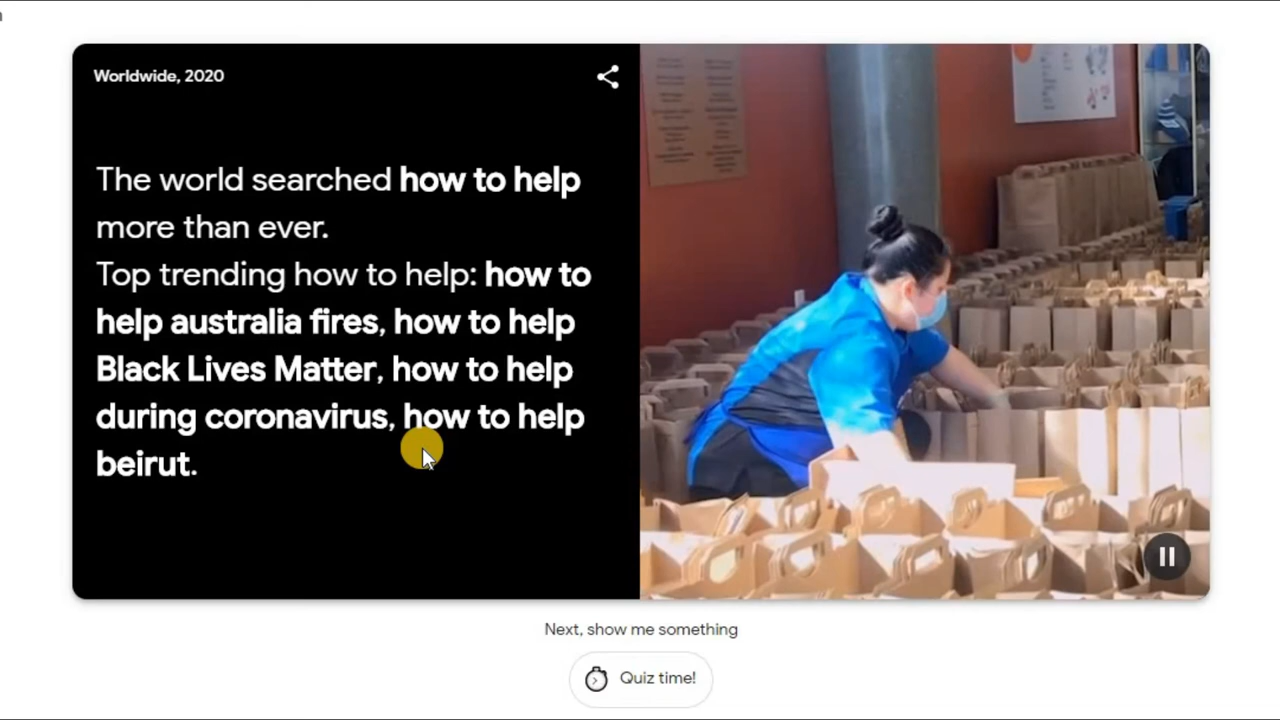 Worldwide, 2020
The world searched how to help
more than ever.
Top trending how to help: how to
help australia fires, how to help
Black Lives Matter, how to help
during coronavirus, how to help
beirut.
Next, show me something
Quiz time!